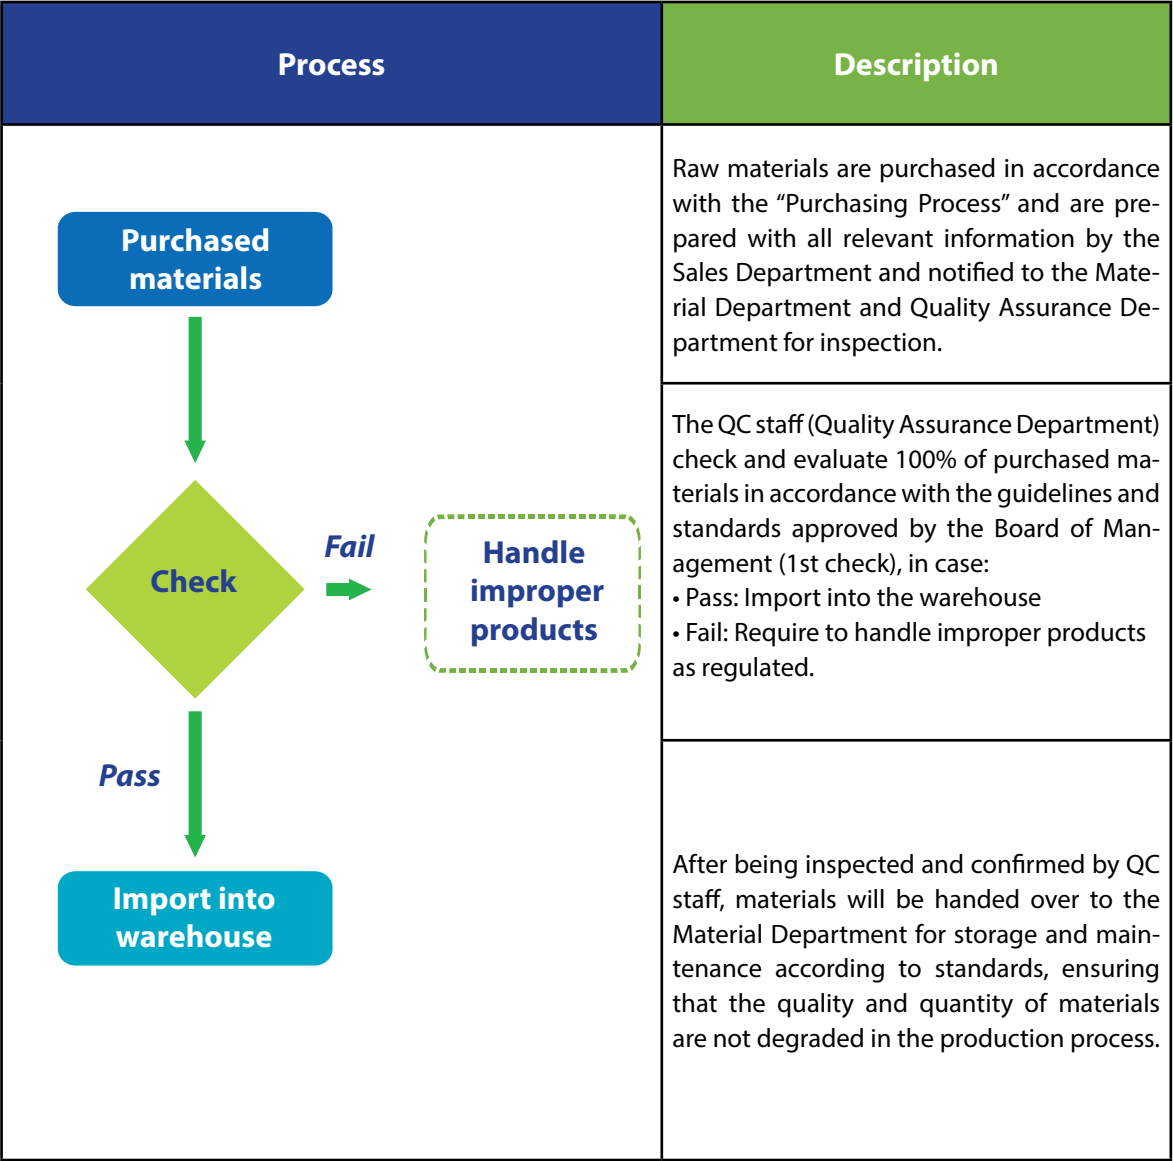 Process
Description
Purchased
materials
Raw materials are purchased in accordance
with the “Purchasing Process” and are pre-
pared with all relevant information by the
Sales Department and notified to the Mate-
rial Department and Quality Assurance De-
partment for inspection.
Check
Fail
Handle
improper
products
The QC staff (Quality Assurance Department)
check and evaluate 100% of purchased ma-
terials in accordance with the guidelines and
standards approved by the Board of Man-
agement (1st check), in case:
• Pass: Import into the warehouse
• Fail: Require to handle improper products
as regulated.
Pass
Import into
warehouse
After being inspected and confirmed by QC
staff, materials will be handed over to the
Material Department for storage and main-
tenance according to standards, ensuring
that the quality and quantity of materials
are not degraded in the production process.